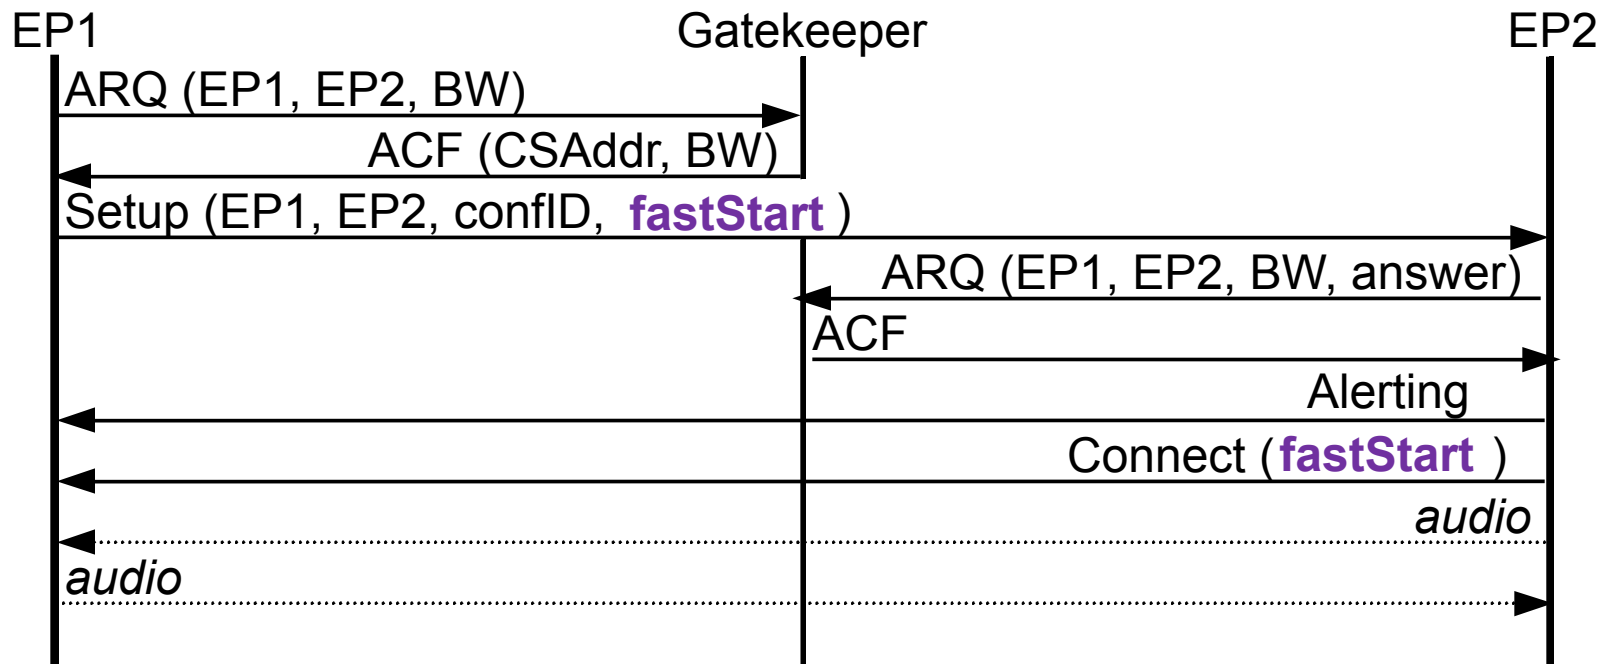 EP1 Gatekeeper EP2
ARQ (EP1, EP2, BW)
ACF (CSAddr, BW)
Setup (EP1, EP2, confID, fastStart )
ARQ (EP1, EP2, BW, answer)
ACF
Alerting
Connect (fastStart )
audio
audio